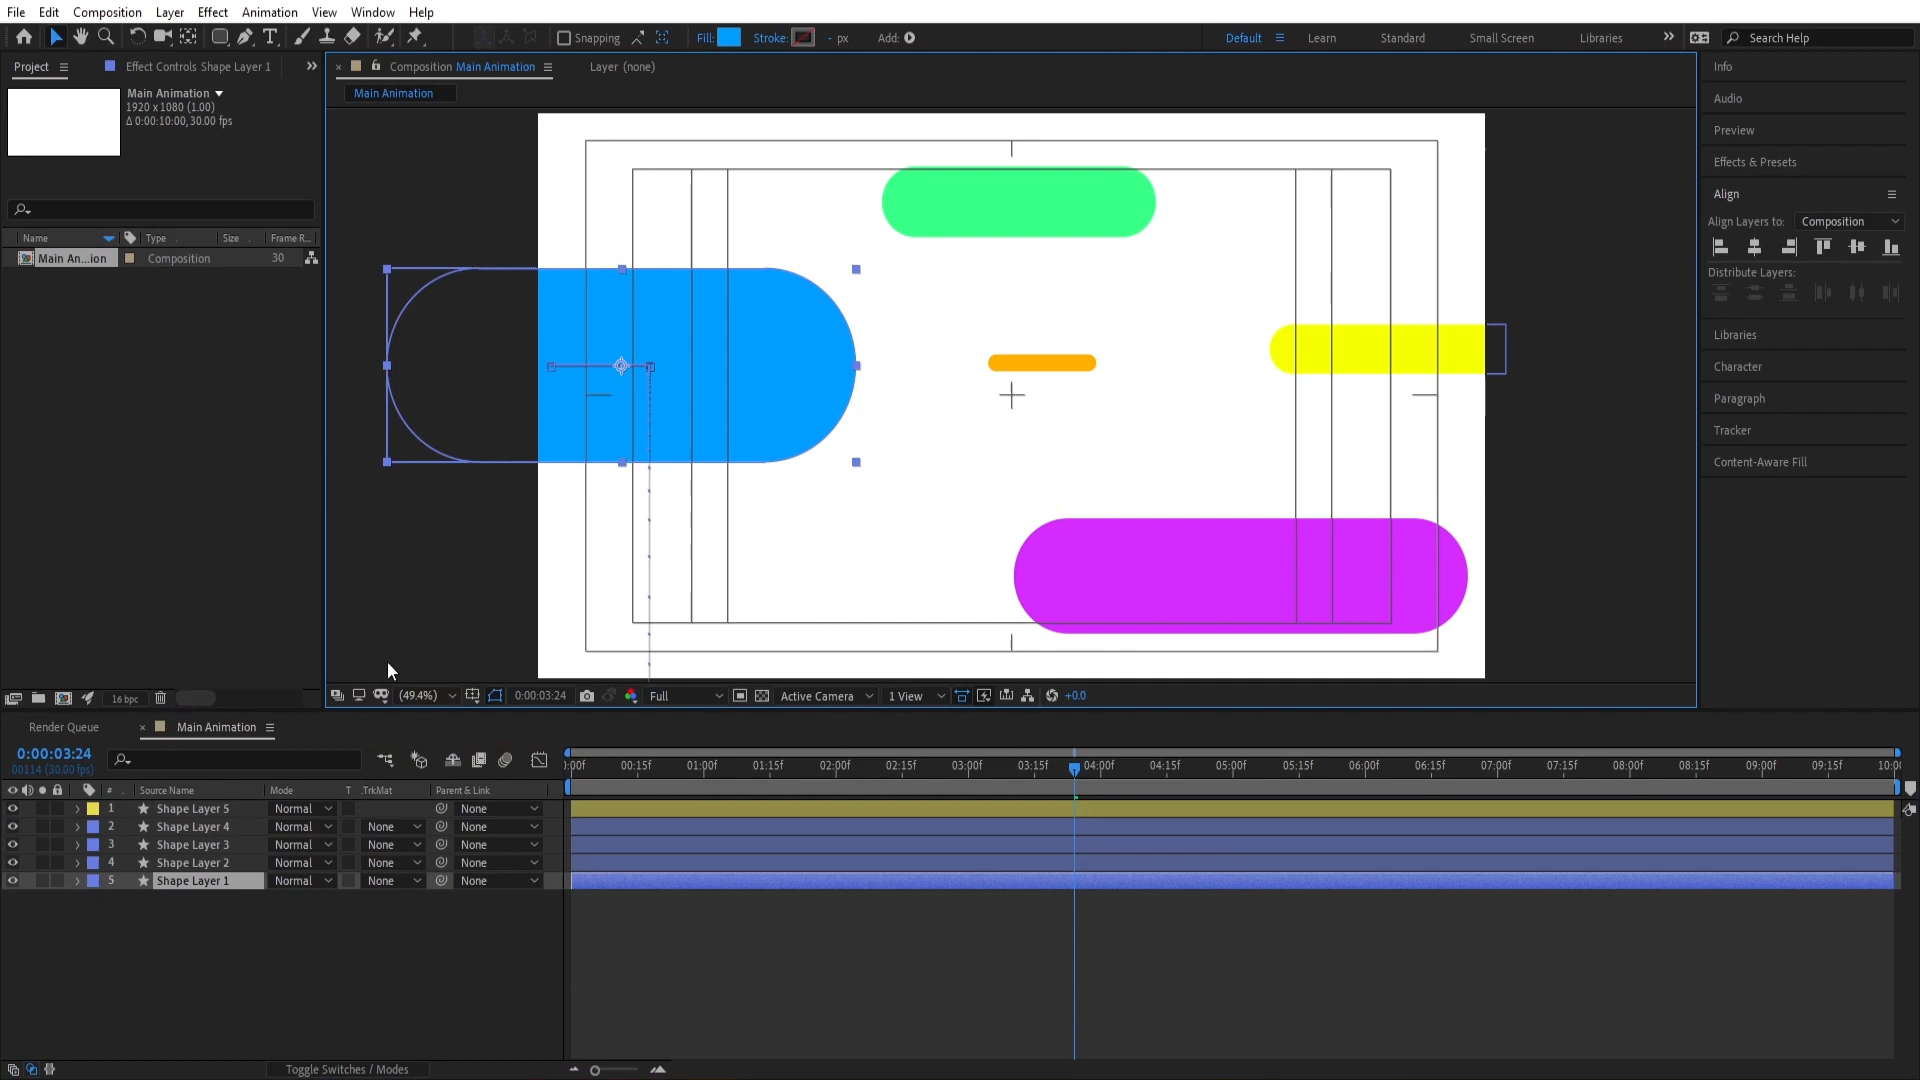 File Edit Composition Layer Effect Animation View Window Help
Snapping Fill: Stroke: - px Add: Default Learn Standard Small Screen Libraries Search Help
Project Effect Controls Shape Layer 1
Composition Main Animation Layer (none)
Info
Main Animation
1920 x 1080 (1.00)
Δ 0:00:10:00, 30.00 fps
Main Animation
Audio
Preview
Effects & Presets
Align
Align Layers to: Composition
Distribute Layers:
Libraries
Character
Paragraph
Tracker
Content-Aware Fill
Name Type Size Frame R...
Main An...ion Composition 30
16 bpc
(49.4%) 0:00:03:24 Full Active Camera 1 View +0.0
Render Queue Main Animation
0:00:03:24
00114 (30.00 fps)
:00f 00:15f 01:00f 01:15f 02:00f 02:15f 03:00f 03:15f 04:00f 04:15f 05:00f 05:15f 06:00f 06:15f 07:00f 07:15f 08:00f 08:15f 09:00f 09:15f 10:00
# Source Name Mode T .TrkMat Parent & Link
1 Shape Layer 5 Normal None
2 Shape Layer 4 Normal None None
3 Shape Layer 3 Normal None None
4 Shape Layer 2 Normal None None
5 Shape Layer 1 Normal None None
Toggle Switches / Modes